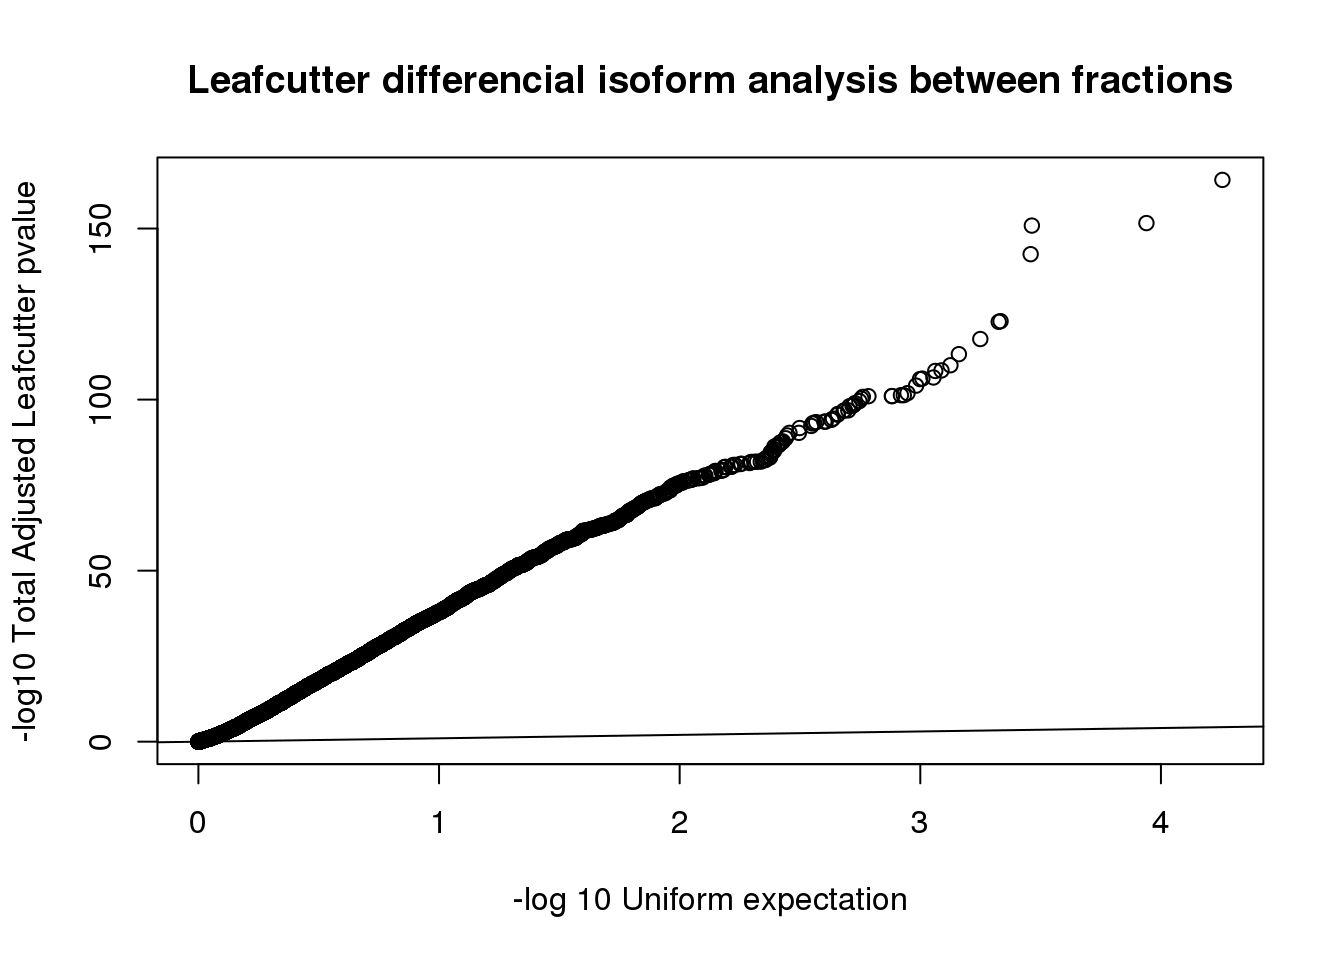 Leafcutter differencial isoform analysis between fractions
-log10 Total Adjusted Leafcutter pvalue
150
100
50
0
0 1 2 3 4
-log 10 Uniform expectation